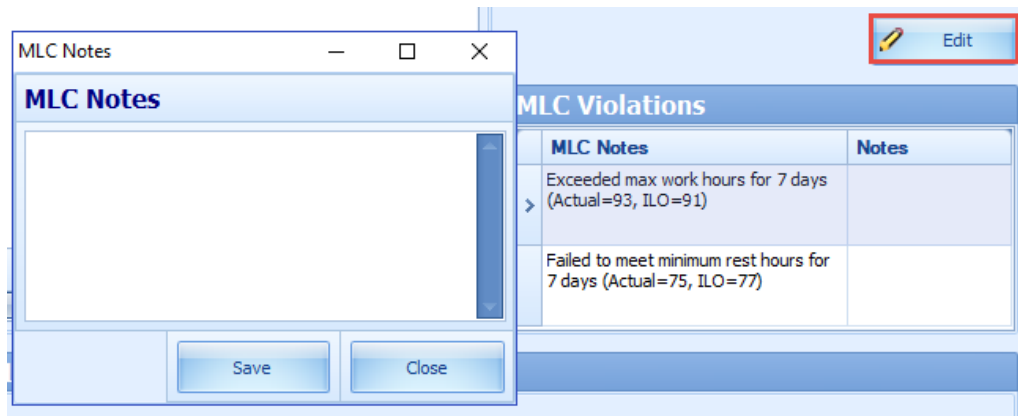 MLC Notes
MLC Notes
Save
Close
Edit
MLC Violations
MLC Notes Notes
Exceeded max work hours for 7 days
(Actual=93, ILO=91)
Failed to meet minimum rest hours for
7 days (Actual=75, ILO=77)